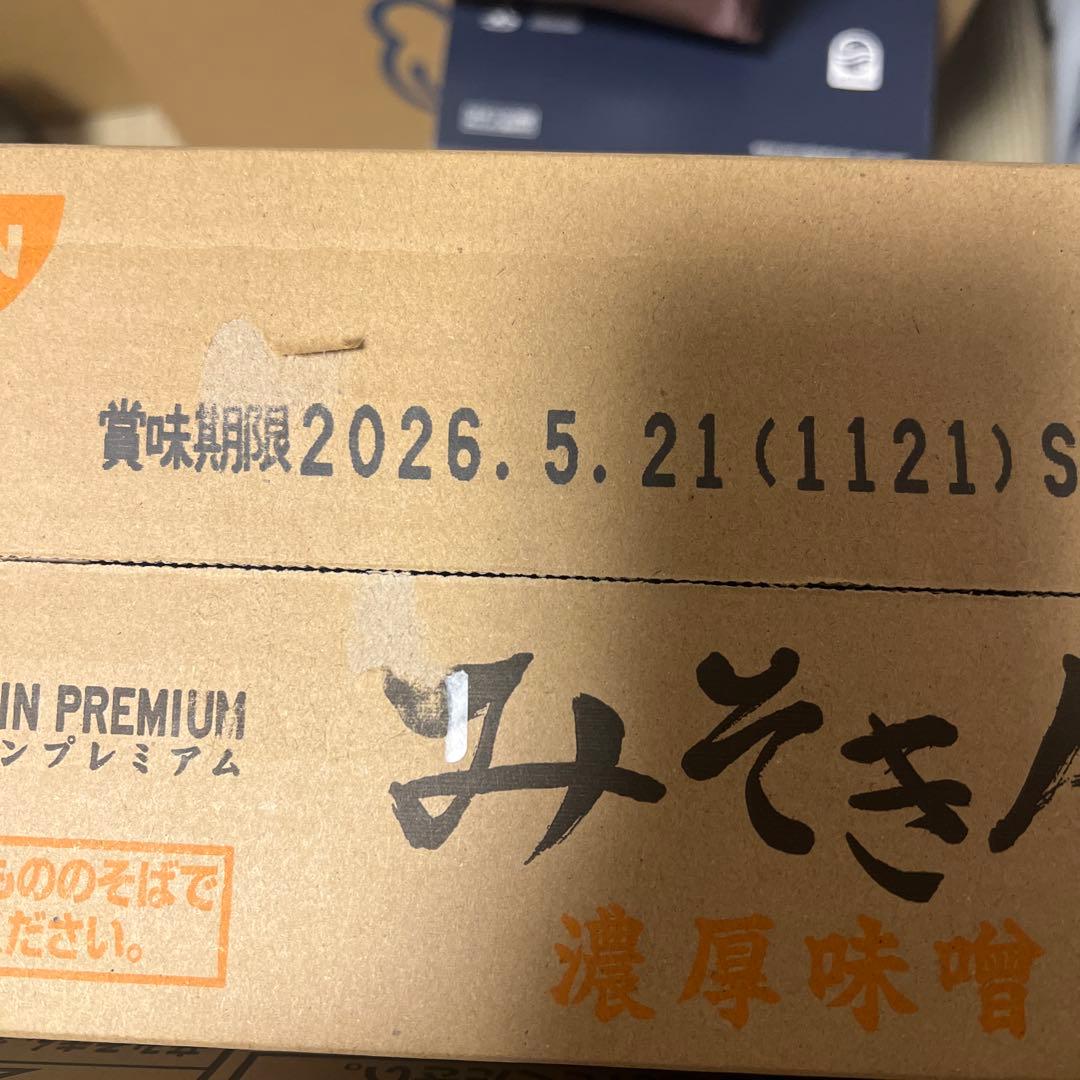 N
賞味期限2026.5.21(1121)S
IN PREMIUM
ンプレミアム
みそきん
濃厚味噌
もののそばで
ださい。